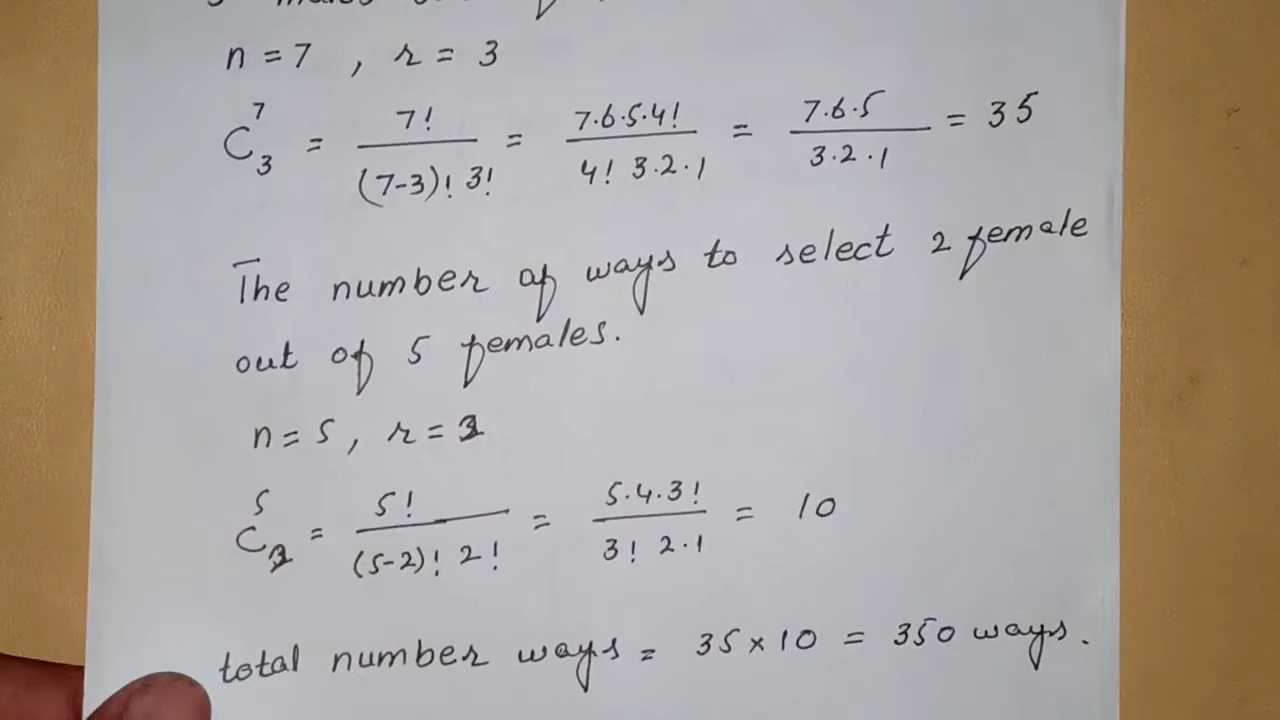 n = 7 , r = 3
C₃⁷ = 7! / (7-3)! 3! = 7.6.5.4! / 4! 3.2.1 = 7.6.5 / 3.2.1 = 35
The number of ways to select 2 female
out of 5 females.
n = 5 , r = 2
C₂⁵ = 5! / (5-2)! 2! = 5.4.3! / 3! 2.1 = 10
total number ways = 35 × 10 = 350 ways.